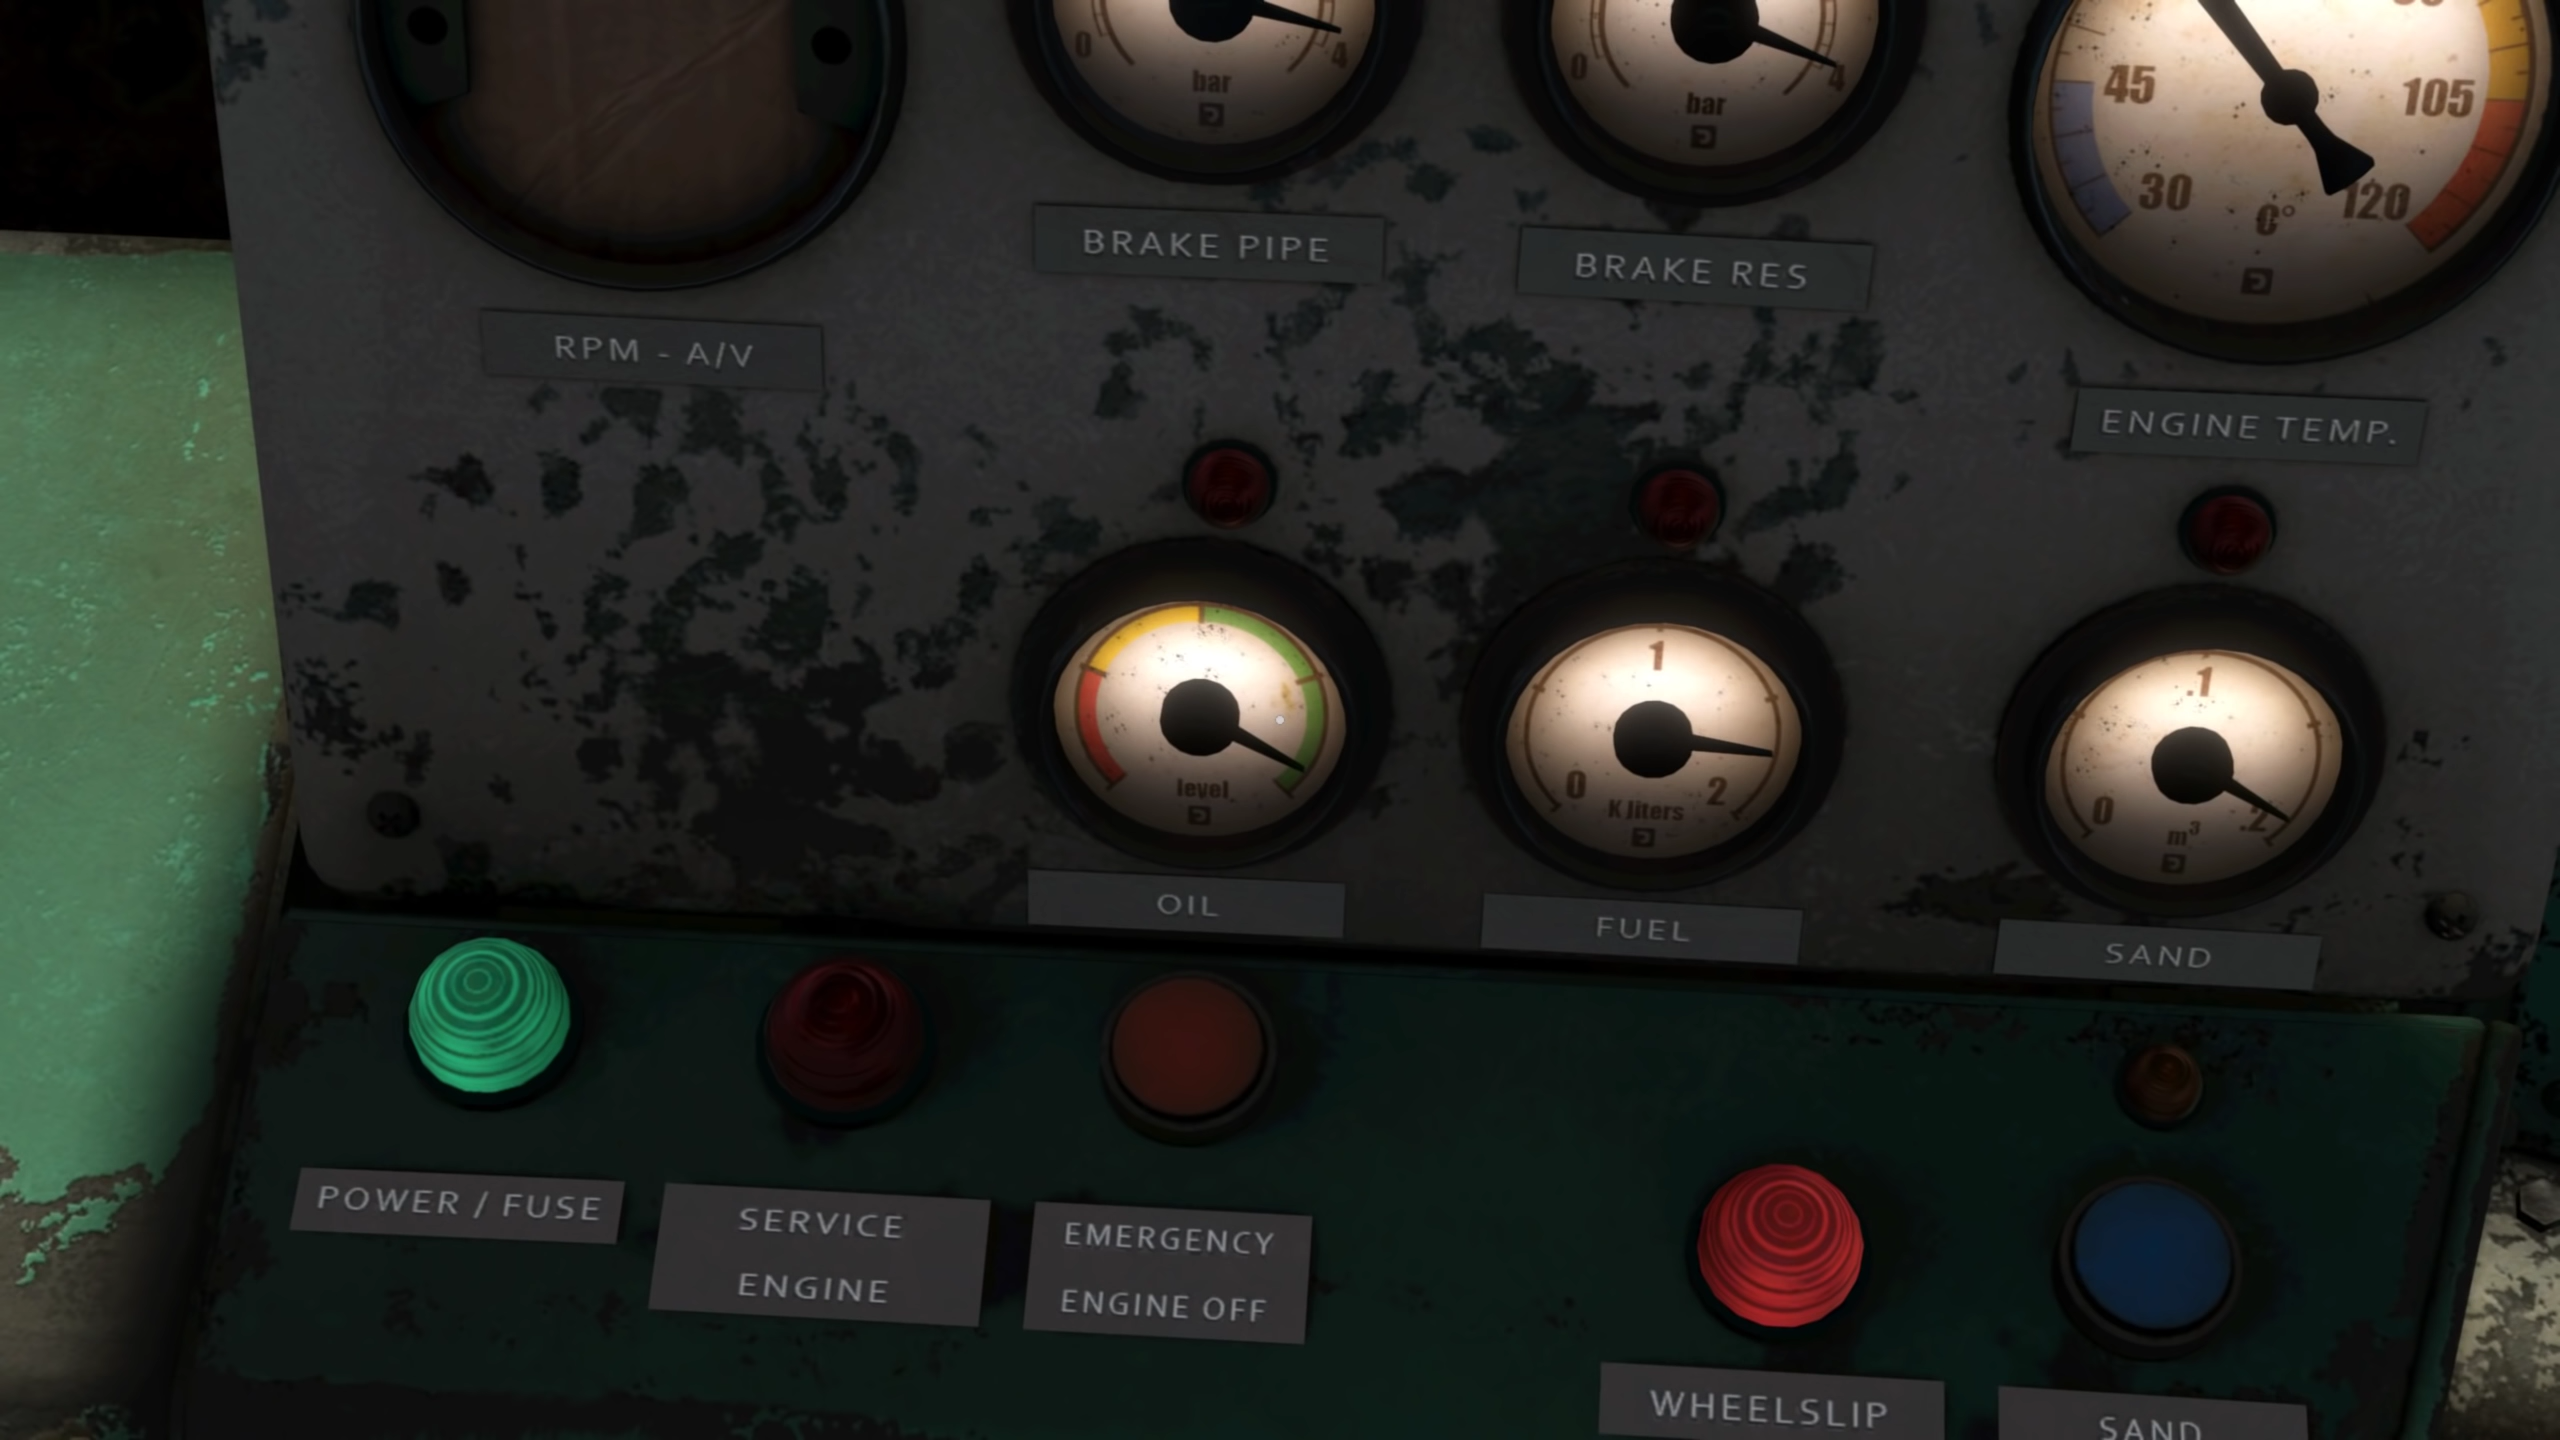 0
4
bar
0
4
bar
45
105
30
120
C°
BRAKE PIPE
BRAKE RES
RPM - A/V
ENGINE TEMP.
level
1
0
2
K liters
.1
0
.2
m³
OIL
FUEL
SAND
POWER / FUSE
SERVICE
ENGINE
EMERGENCY
ENGINE OFF
WHEELSLIP
SAND